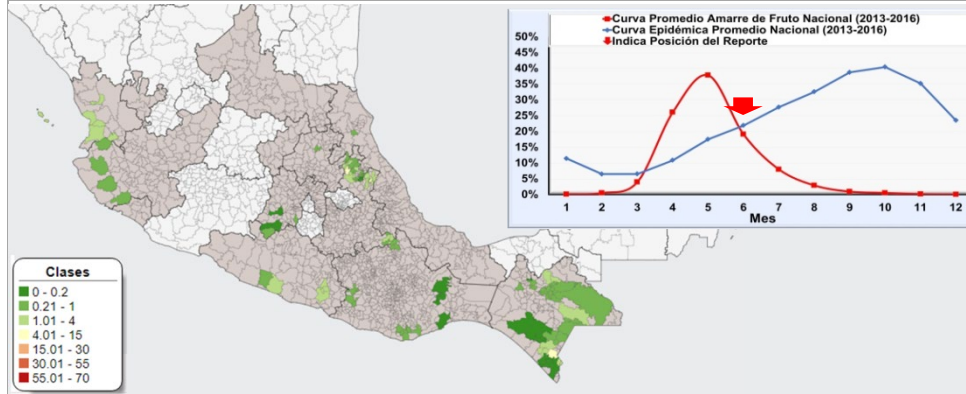 Curva Promedio Amarre de Fruto Nacional (2013-2016)
Curva Epidémica Promedio Nacional (2013-2016)
Indica Posición del Reporte
50%
45%
40%
35%
30%
25%
20%
15%
10%
5%
0%
1 2 3 4 5 6 7 8 9 10 11 12
Mes
Clases
0 - 0.2
0.21 - 1
1.01 - 4
4.01 - 15
15.01 - 30
30.01 - 55
55.01 - 70